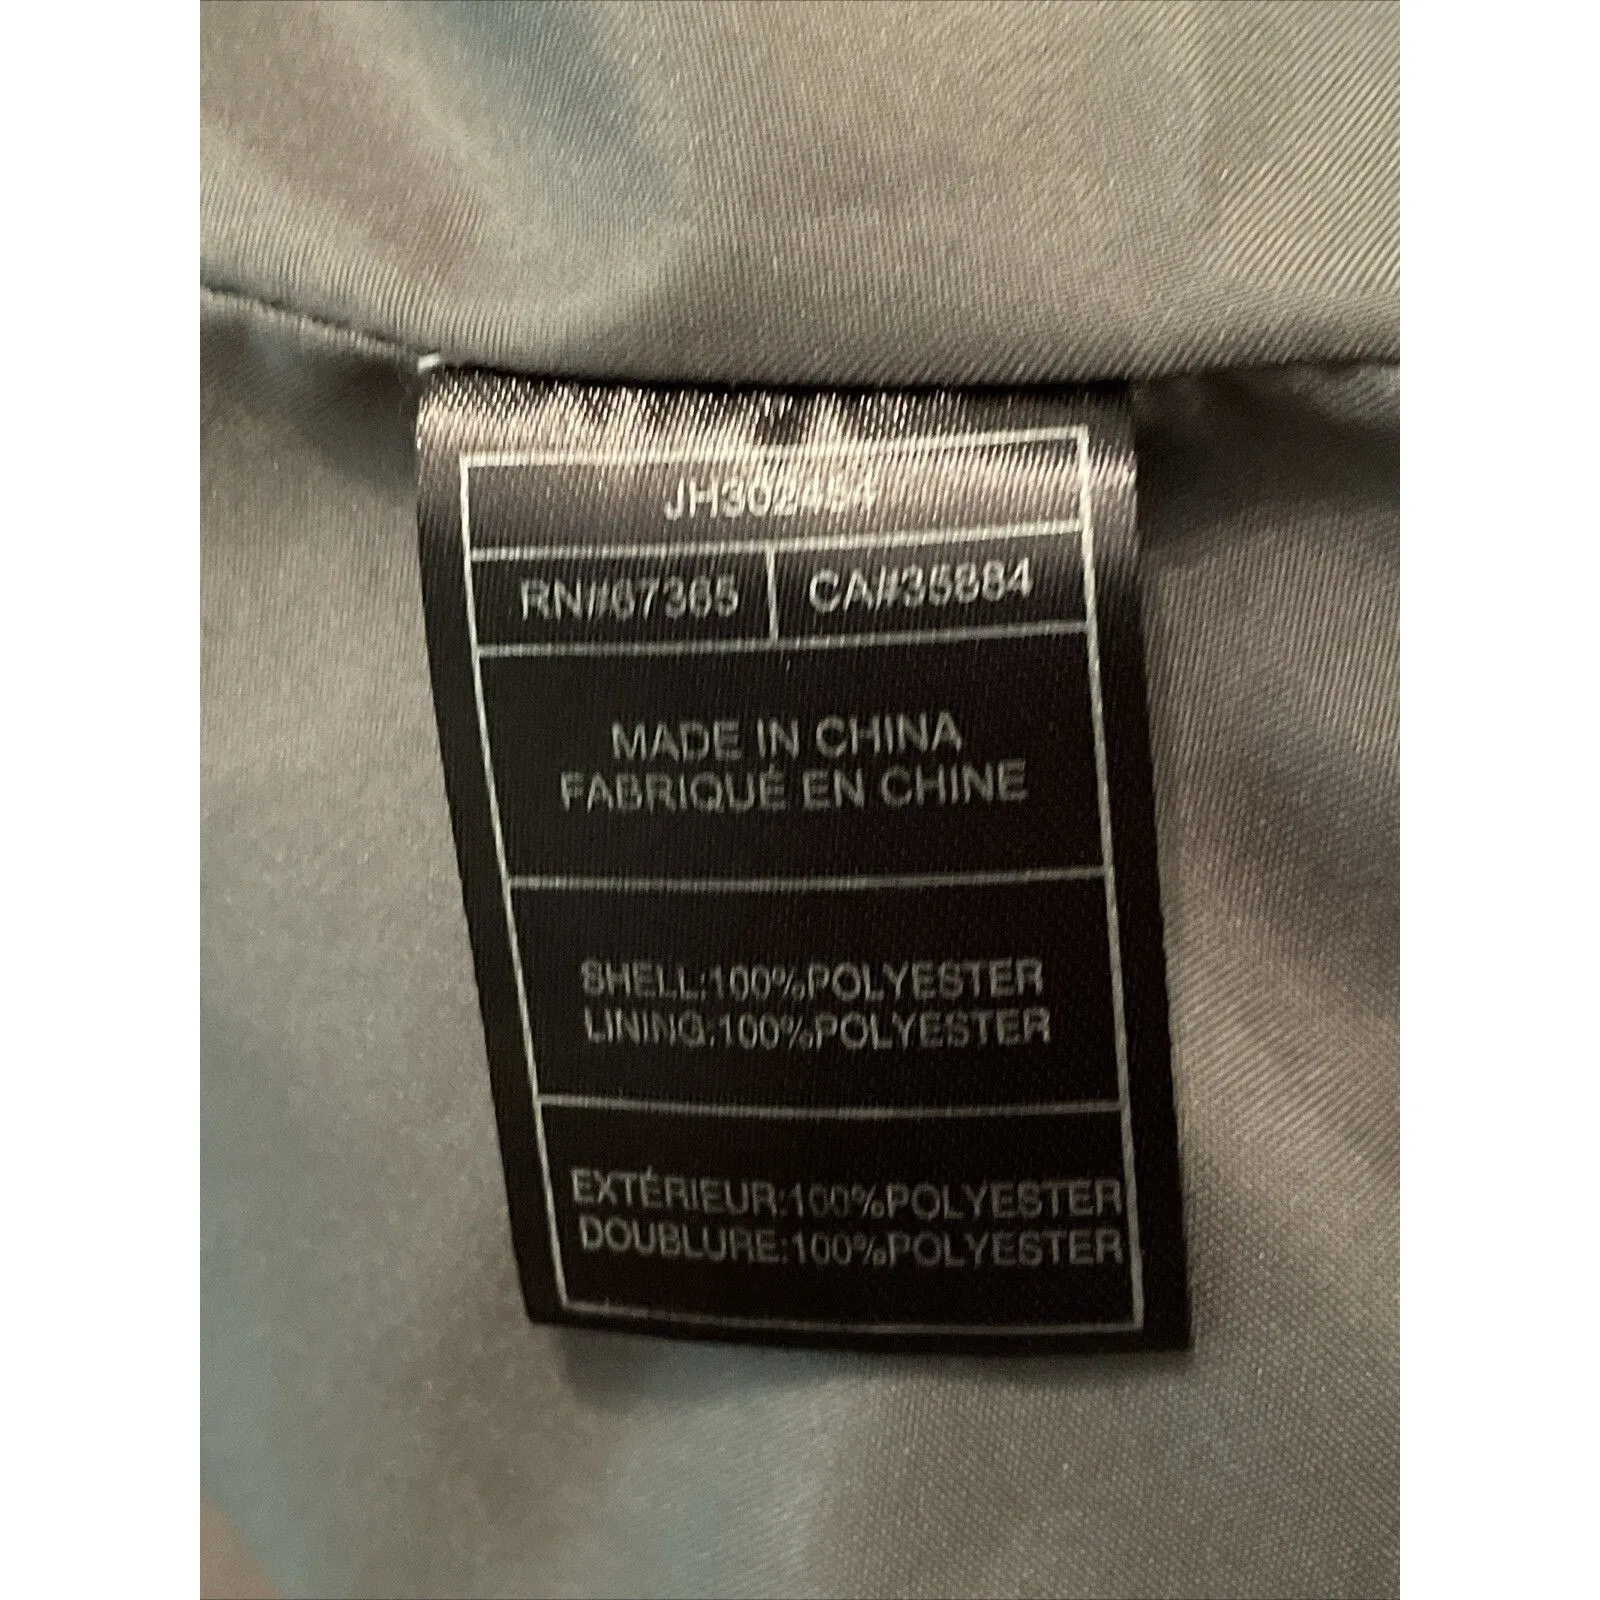 JH302454
RN#67365 CA#35884
MADE IN CHINA
FABRIQUÉ EN CHINE
SHELL:100%POLYESTER
LINING:100%POLYESTER
EXTÉRIEUR:100%POLYESTER
DOUBLURE:100%POLYESTER